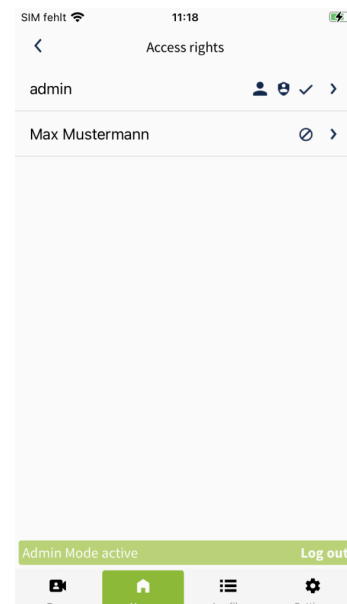 SIM fehlt 11:18
Access rights
admin
Max Mustermann
Admin Mode active Log out